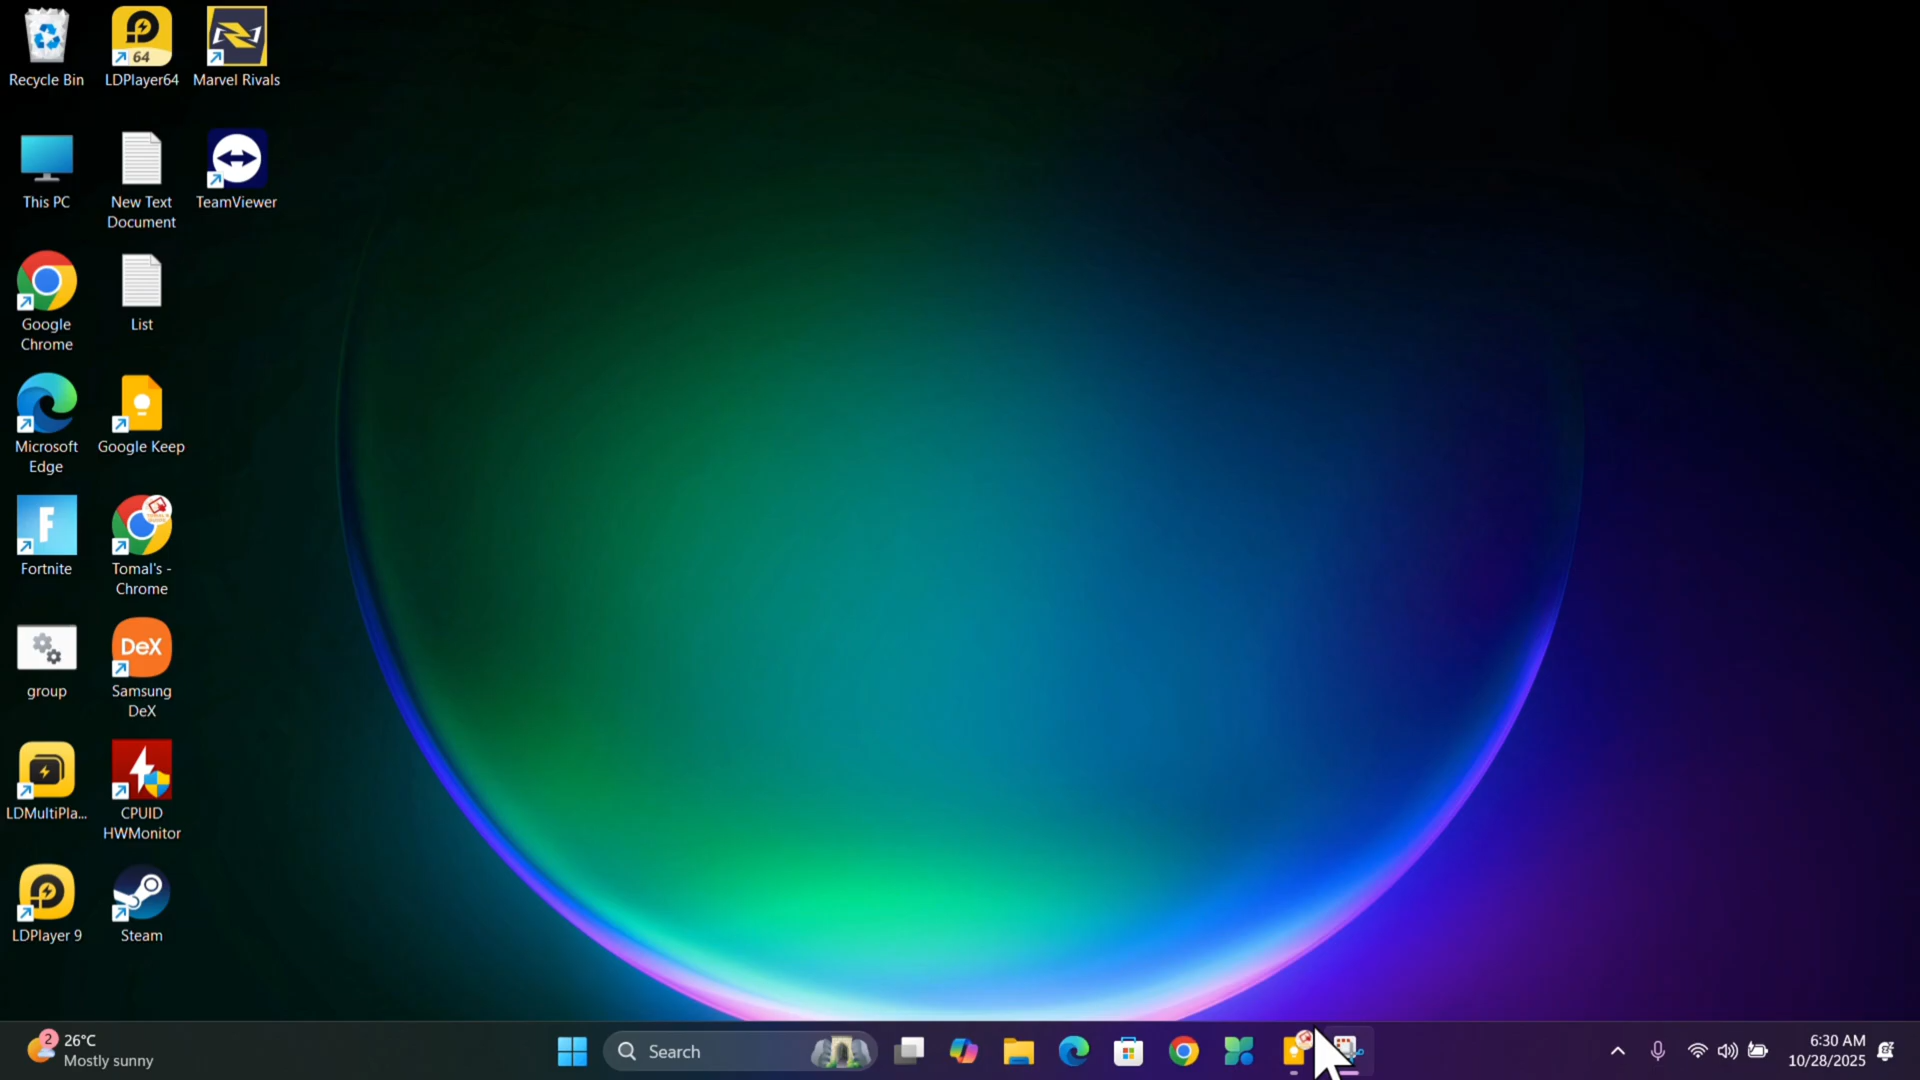 Recycle Bin
64
LDPlayer64
Marvel Rivals
This PC
New Text
Document
TeamViewer
Google
Chrome
List
Microsoft
Edge
Google Keep
F
Fortnite
Tomal's -
Chrome
group
DeX
Samsung
DeX
LDMultiPla...
CPUID
HWMonitor
LDPlayer 9
Steam
2
26°C
Mostly sunny
Search
6:30 AM
10/28/2025